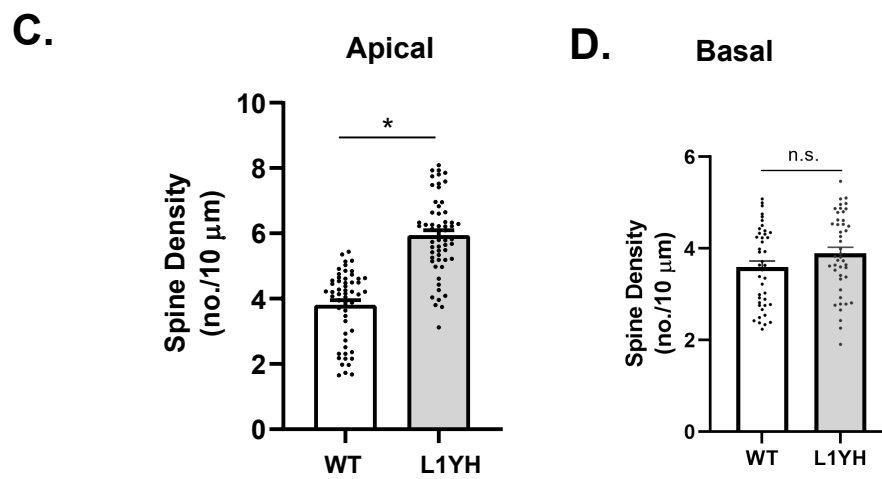 C.
Apical
*
10
8
6
4
2
0
Spine Density
(no./10 µm)
WT
L1YH
D.
Basal
n.s.
6
4
2
0
Spine Density
(no./10 µm)
WT
L1YH